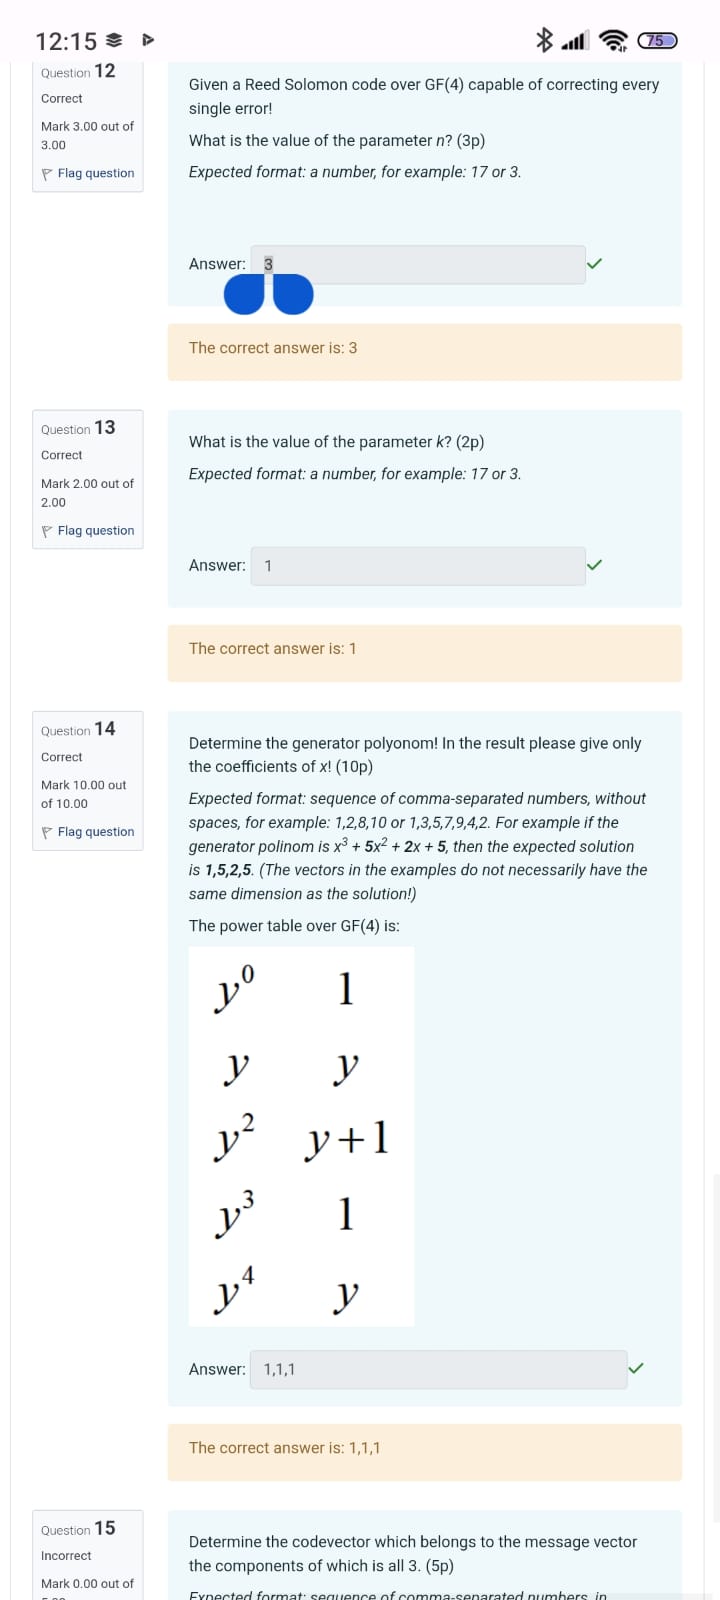 12:15
75
Question 12
Correct
Mark 3.00 out of
3.00
Flag question
Given a Reed Solomon code over GF(4) capable of correcting every
single error!
What is the value of the parameter n? (3p)
Expected format: a number, for example: 17 or 3.
Answer: 3
The correct answer is: 3
Question 13
Correct
Mark 2.00 out of
2.00
Flag question
What is the value of the parameter k? (2p)
Expected format: a number, for example: 17 or 3.
Answer: 1
The correct answer is: 1
Question 14
Correct
Mark 10.00 out
of 10.00
Flag question
Determine the generator polyonom! In the result please give only
the coefficients of x! (10p)
Expected format: sequence of comma-separated numbers, without
spaces, for example: 1,2,8,10 or 1,3,5,7,9,4,2. For example if the
generator polinom is x³ + 5x² + 2x + 5, then the expected solution
is 1,5,2,5. (The vectors in the examples do not necessarily have the
same dimension as the solution!)
The power table over GF(4) is:
y⁰ 1
y y
y² y+1
y³ 1
y⁴ y
Answer: 1,1,1
The correct answer is: 1,1,1
Question 15
Incorrect
Mark 0.00 out of
Determine the codevector which belongs to the message vector
the components of which is all 3. (5p)
Expected format: sequence of comma-separated numbers, in